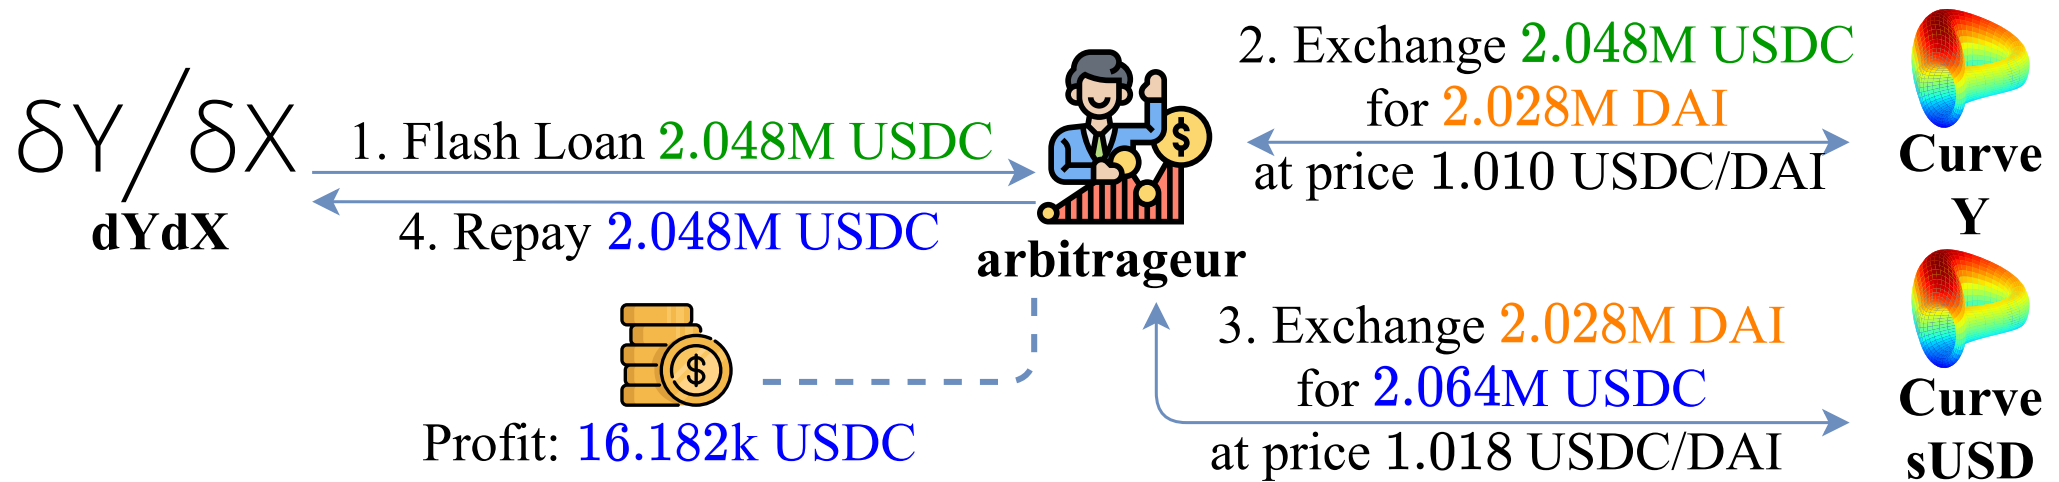 δY/δX
dYdX
1. Flash Loan 2.048M USDC
4. Repay 2.048M USDC
arbitrageur
2. Exchange 2.048M USDC
for 2.028M DAI
at price 1.010 USDC/DAI
Curve
Y
3. Exchange 2.028M DAI
for 2.064M USDC
at price 1.018 USDC/DAI
Curve
sUSD
$
$
Profit: 16.182k USDC